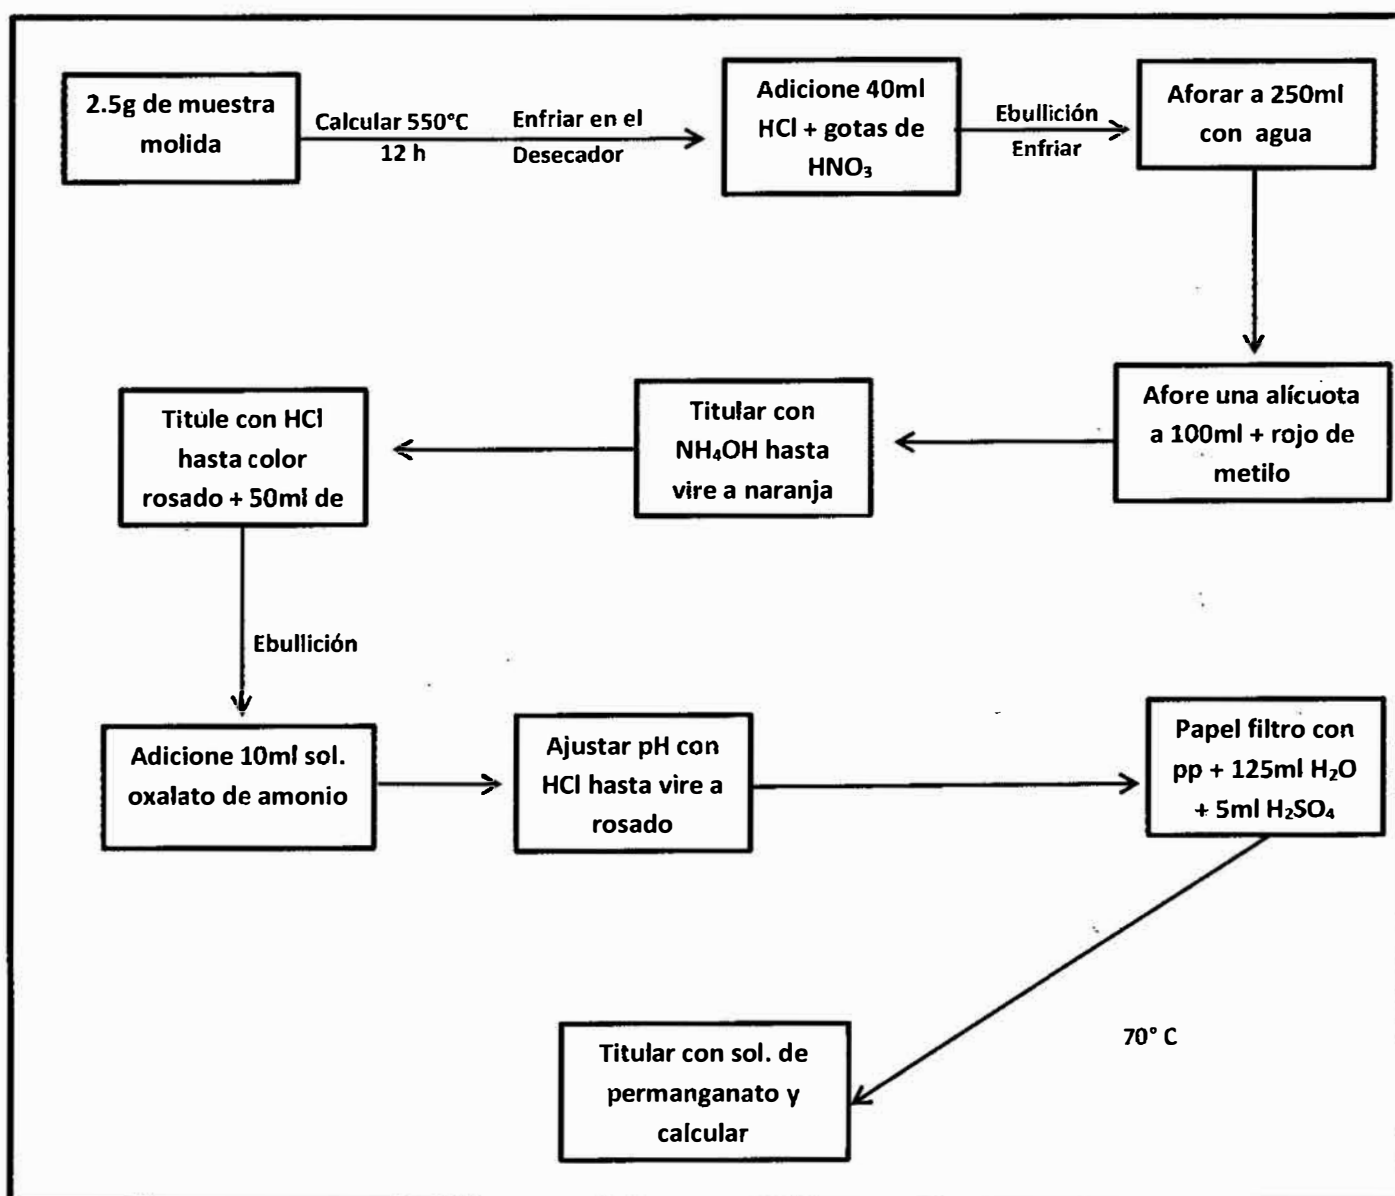 2.5g de muestra
molida
Calcular 550°C
12 h
Enfriar en el
Desecador
Adicione 40ml
HCl + gotas de
HNO₃
Ebullición
Enfriar
Aforar a 250ml
con agua
Afore una alícuota
a 100ml + rojo de
metilo
Titular con
NH₄OH hasta
vire a naranja
Titule con HCl
hasta color
rosado + 50ml de
Ebullición
Adicione 10ml sol.
oxalato de amonio
Ajustar pH con
HCl hasta vire a
rosado
Papel filtro con
pp + 125ml H₂O
+ 5ml H₂SO₄
70° C
Titular con sol. de
permanganato y
calcular